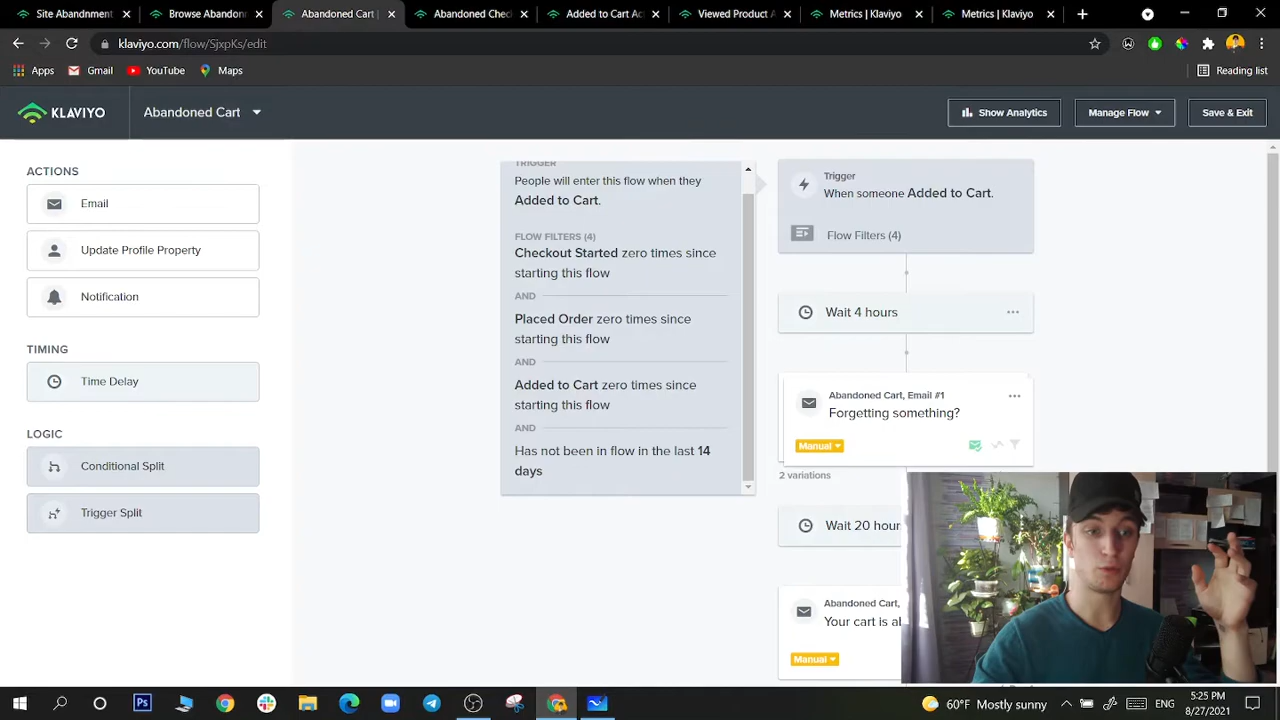 Site Abandnment
Browse Abandonn
Abandoned Cart |
Abandoned Chec
Added to Cart Ac
Viewed Product A
Metrics | Klaviyo
Metrics | Klaviyo
klaviyo.com/flow/SjxpKs/edit
Apps
Gmail
YouTube
Maps
Reading list
KLAVIYO
Abandoned Cart
Show Analytics
Manage Flow
Save & Exit
ACTIONS
Email
Update Profile Property
Notification
TIMING
Time Delay
LOGIC
Conditional Split
Trigger Split
TRIGGER
People will enter this flow when they
Added to Cart.
FLOW FILTERS (4)
Checkout Started zero times since
starting this flow
AND
Placed Order zero times since
starting this flow
AND
Added to Cart zero times since
starting this flow
AND
Has not been in flow in the last 14
days
Trigger
When someone Added to Cart.
Flow Filters (4)
Wait 4 hours
Abandoned Cart, Email #1
Forgetting something?
Manual
2 variations
Wait 20 hour
Abandoned Cart,
Your cart is al
Manual
Ps
60°F Mostly sunny
ENG
5:25 PM
8/27/2021